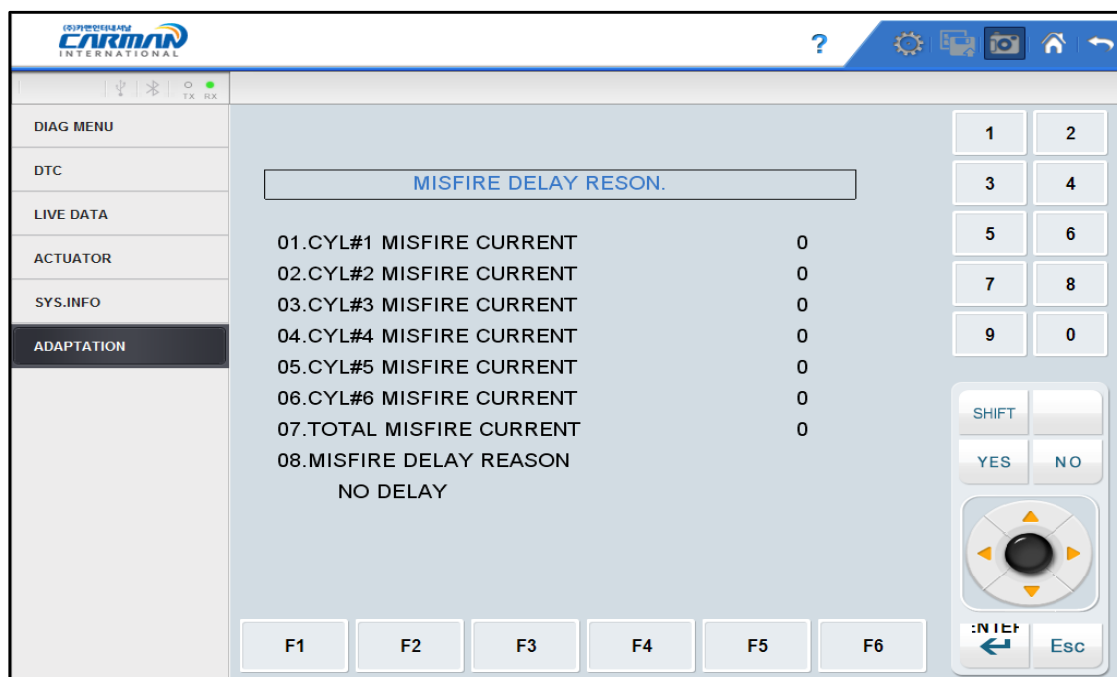 (주)카맨인터내셔날
CARMAN
INTERNATIONAL
?
TX RX
DIAG MENU
DTC
LIVE DATA
ACTUATOR
SYS.INFO
ADAPTATION
MISFIRE DELAY RESON.
01.CYL#1 MISFIRE CURRENT 0
02.CYL#2 MISFIRE CURRENT 0
03.CYL#3 MISFIRE CURRENT 0
04.CYL#4 MISFIRE CURRENT 0
05.CYL#5 MISFIRE CURRENT 0
06.CYL#6 MISFIRE CURRENT 0
07.TOTAL MISFIRE CURRENT 0
08.MISFIRE DELAY REASON
NO DELAY
1 2
3 4
5 6
7 8
9 0
SHIFT
YES NO
F1 F2 F3 F4 F5 F6
Esc